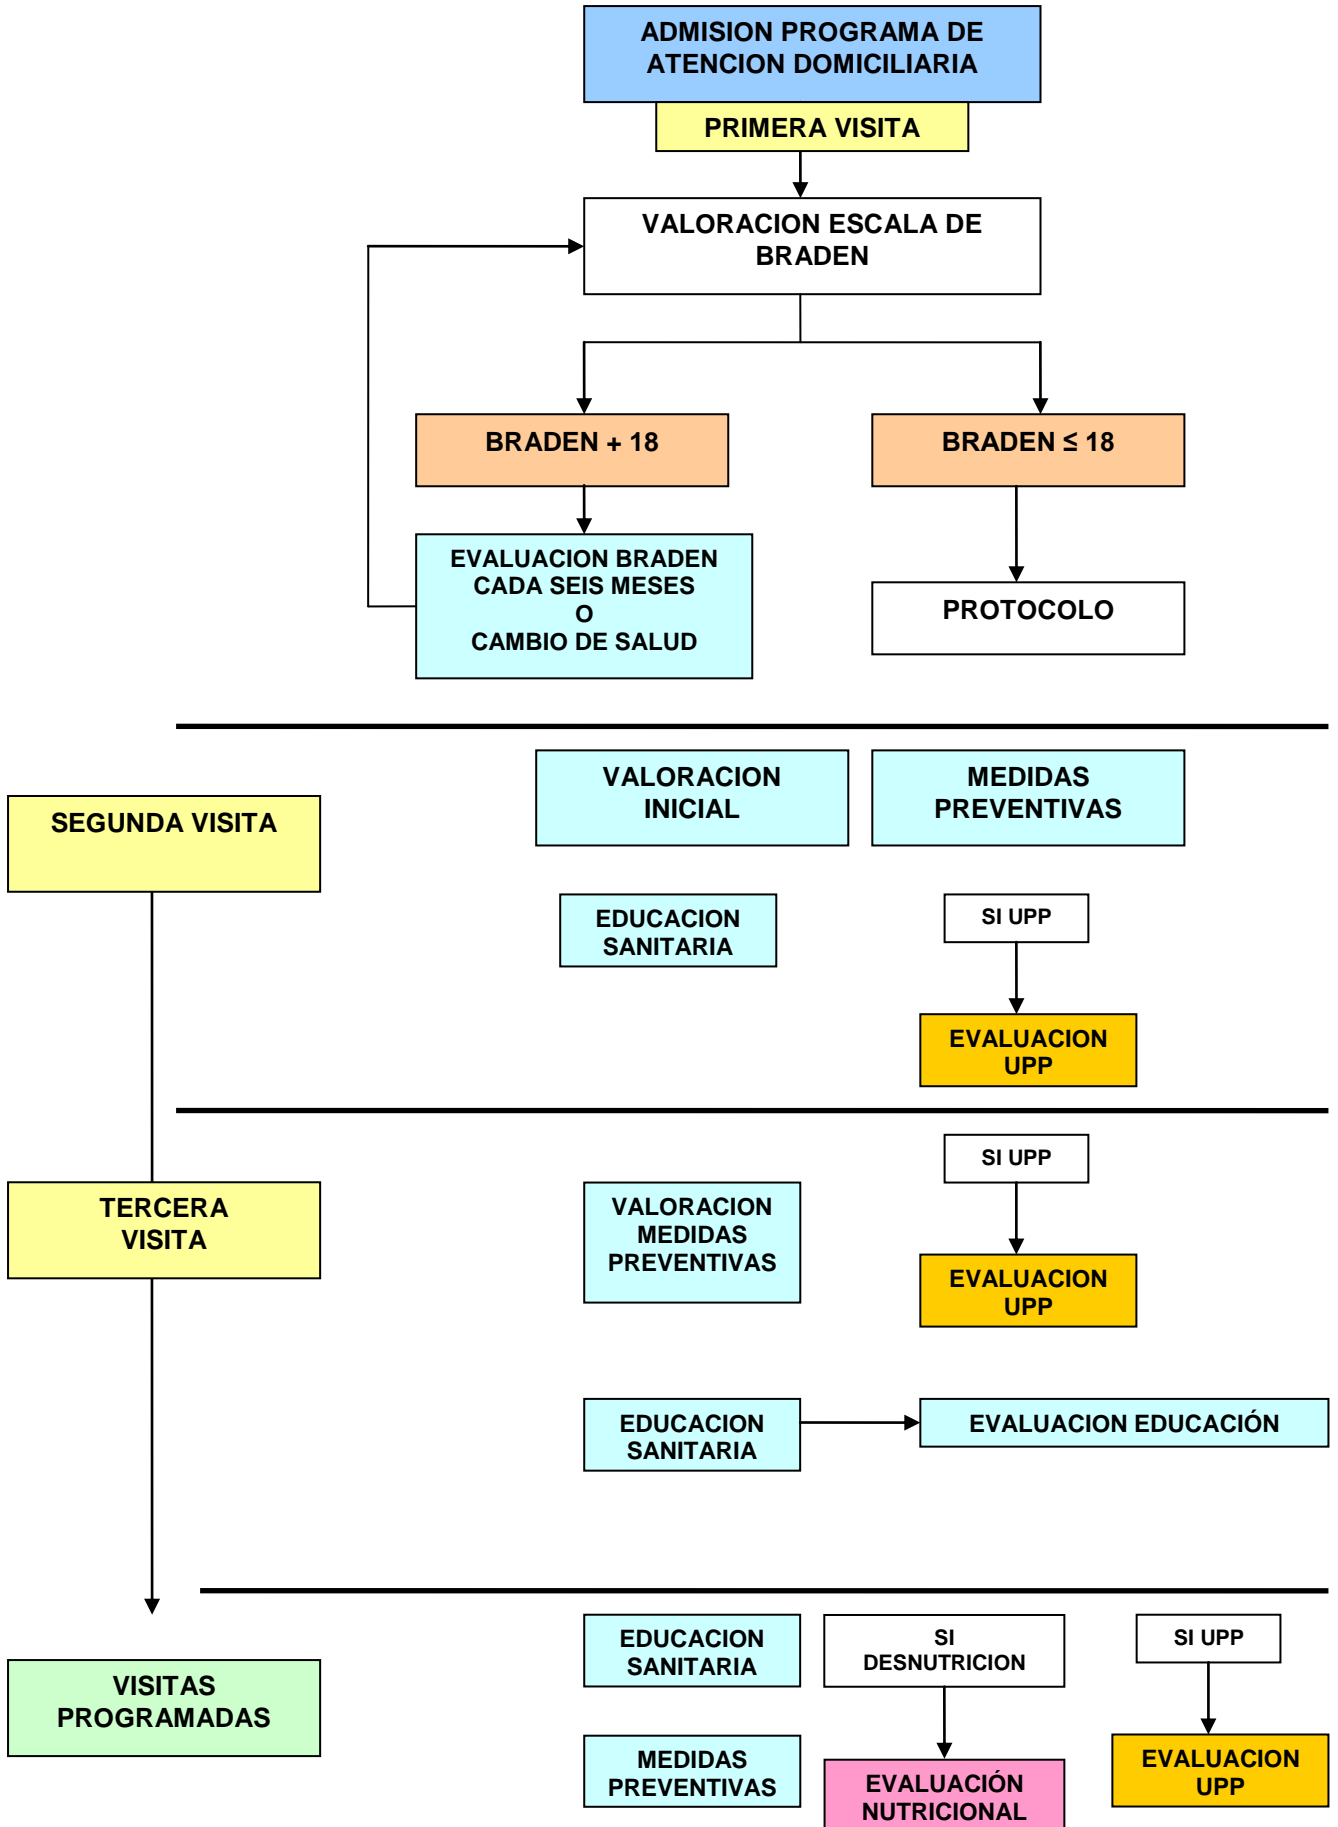 ADMISION PROGRAMA DE
ATENCION DOMICILIARIA
PRIMERA VISITA
VALORACION ESCALA DE
BRADEN
BRADEN + 18
BRADEN ≤ 18
EVALUACION BRADEN
CADA SEIS MESES
O
CAMBIO DE SALUD
PROTOCOLO
SEGUNDA VISITA
VALORACION
INICIAL
MEDIDAS
PREVENTIVAS
EDUCACION
SANITARIA
SI UPP
EVALUACION
UPP
TERCERA
VISITA
VALORACION
MEDIDAS
PREVENTIVAS
SI UPP
EVALUACION
UPP
EDUCACION
SANITARIA
EVALUACION EDUCACIÓN
VISITAS
PROGRAMADAS
EDUCACION
SANITARIA
SI
DESNUTRICION
SI UPP
MEDIDAS
PREVENTIVAS
EVALUACIÓN
NUTRICIONAL
EVALUACION
UPP